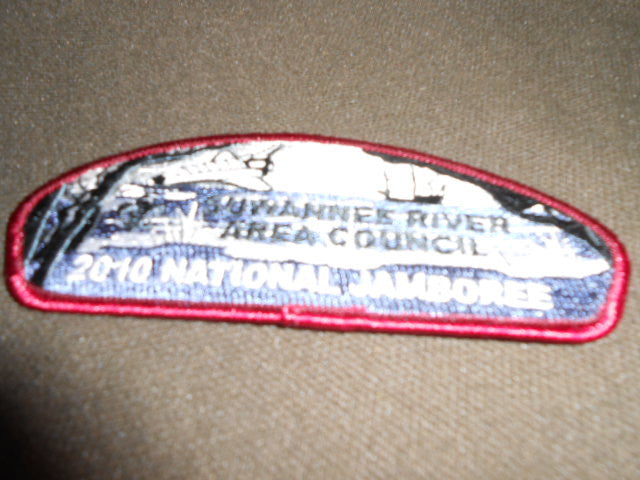 SUWANNEE RIVER
AREA COUNCIL
2010 NATIONAL JAMBOREE